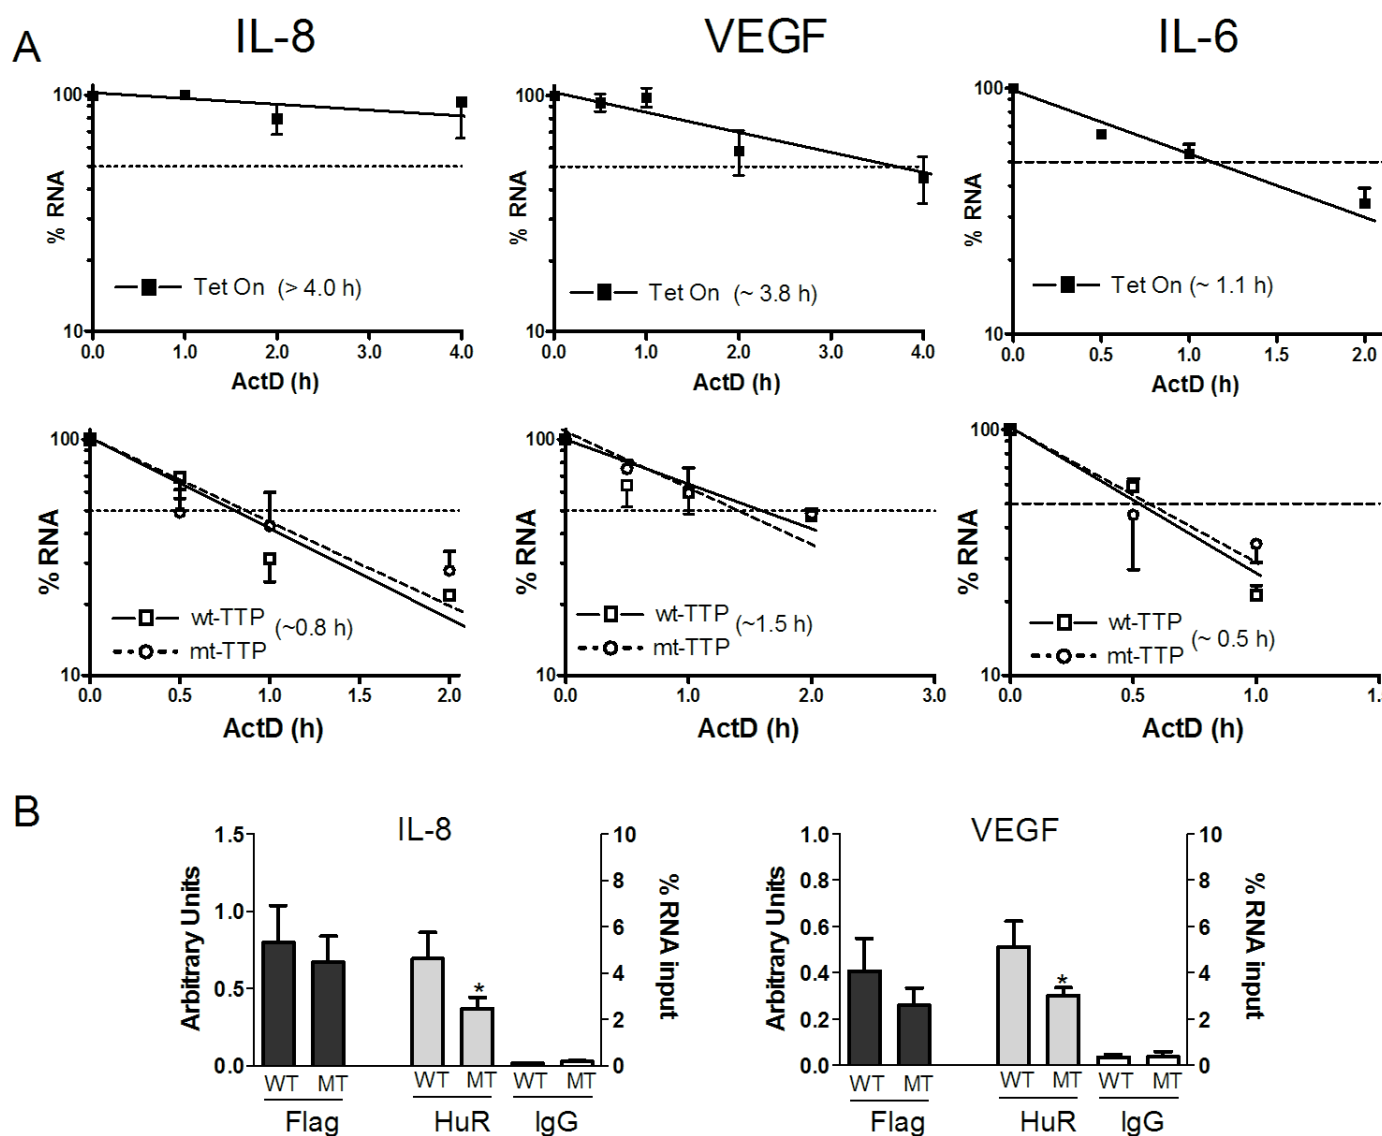 A
IL-8
VEGF
IL-6
100
% RNA
10
Tet On (> 4.0 h)
0.0 1.0 2.0 3.0 4.0
ActD (h)
100
% RNA
10
Tet On (~ 3.8 h)
0.0 1.0 2.0 3.0 4.0
ActD (h)
100
% RNA
10
Tet On (~ 1.1 h)
0.0 0.5 1.0 1.5 2.0
ActD (h)
100
% RNA
10
wt-TTP
(~0.8 h)
mt-TTP
0.0 0.5 1.0 1.5 2.0
ActD (h)
100
% RNA
10
wt-TTP
(~1.5 h)
mt-TTP
0.0 1.0 2.0 3.0
ActD (h)
100
% RNA
10
wt-TTP
(~ 0.5 h)
mt-TTP
0.0 0.5 1.0 1.5
ActD (h)
B
IL-8
1.5
1.0
0.5
0.0
Arbitrary Units
10
8
6
4
2
0
% RNA input
*
WT MT WT MT WT MT
Flag HuR IgG
VEGF
1.0
0.8
0.6
0.4
0.2
0.0
Arbitrary Units
10
8
6
4
2
0
% RNA input
*
WT MT WT MT WT MT
Flag HuR IgG